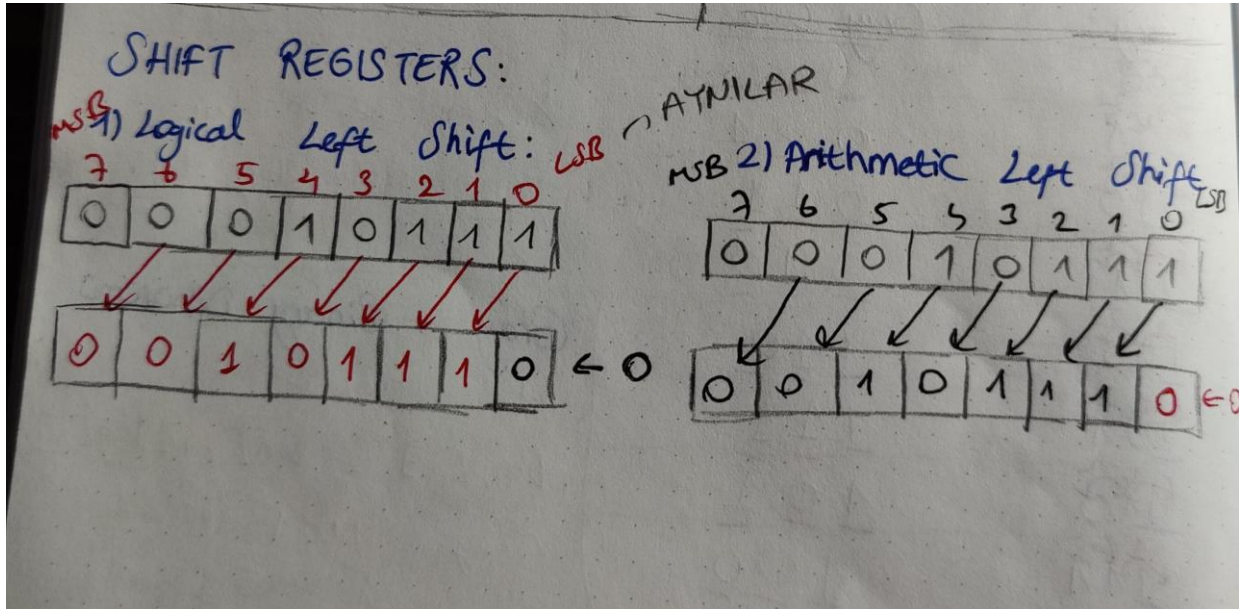 SHIFT REGISTERS:
AYNILAR
MSB 1) Logical Left Shift: LSB
7 6 5 4 3 2 1 0
0 0 0 1 0 1 1 1
0 0 1 0 1 1 1 0 ← 0
MSB 2) Arithmetic Left Shift LSB
7 6 5 4 3 2 1 0
0 0 0 1 0 1 1 1
0 0 1 0 1 1 1 0 ← 0